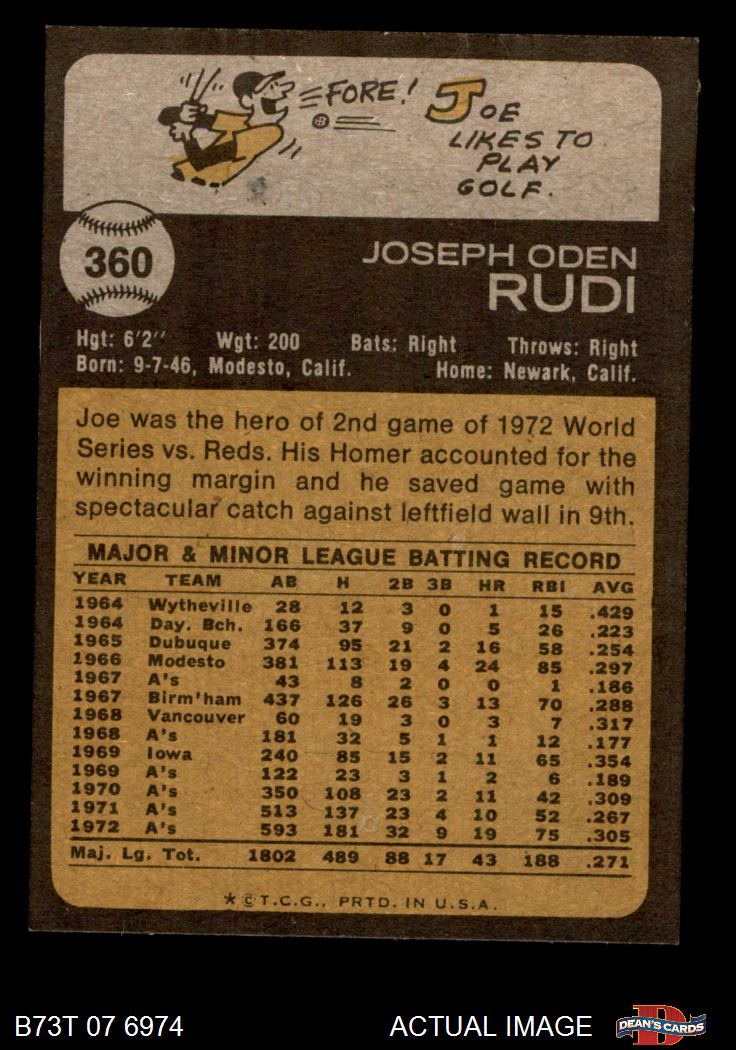 FORE! JOE
LIKES TO
PLAY
GOLF.
360
JOSEPH ODEN
RUDI
Hgt: 6'2" Wgt: 200 Bats: Right Throws: Right
Born: 9-7-46, Modesto, Calif. Home: Newark, Calif.
Joe was the hero of 2nd game of 1972 World
Series vs. Reds. His Homer accounted for the
winning margin and he saved game with
spectacular catch against leftfield wall in 9th.
MAJOR & MINOR LEAGUE BATTING RECORD
YEAR TEAM AB H 2B 3B HR RBI AVG
1964 Wytheville 28 12 3 0 1 15 .429
1964 Day. Bch. 166 37 9 0 5 26 .223
1965 Dubuque 374 95 21 2 16 58 .254
1966 Modesto 381 113 19 4 24 85 .297
1967 A's 43 8 2 0 0 1 .186
1967 Birm'ham 437 126 26 3 13 70 .288
1968 Vancouver 60 19 3 0 3 7 .317
1968 A's 181 32 5 1 1 12 .177
1969 Iowa 240 85 15 2 11 65 .354
1969 A's 122 23 3 1 2 6 .189
1970 A's 350 108 23 2 11 42 .309
1971 A's 513 137 23 4 10 52 .267
1972 A's 593 181 32 9 19 75 .305
Maj. Lg. Tot. 1802 489 88 17 43 188 .271
*©T.C.G., PRTD. IN U.S.A.
B73T 07 6974 ACTUAL IMAGE D DEAN'S CARDS